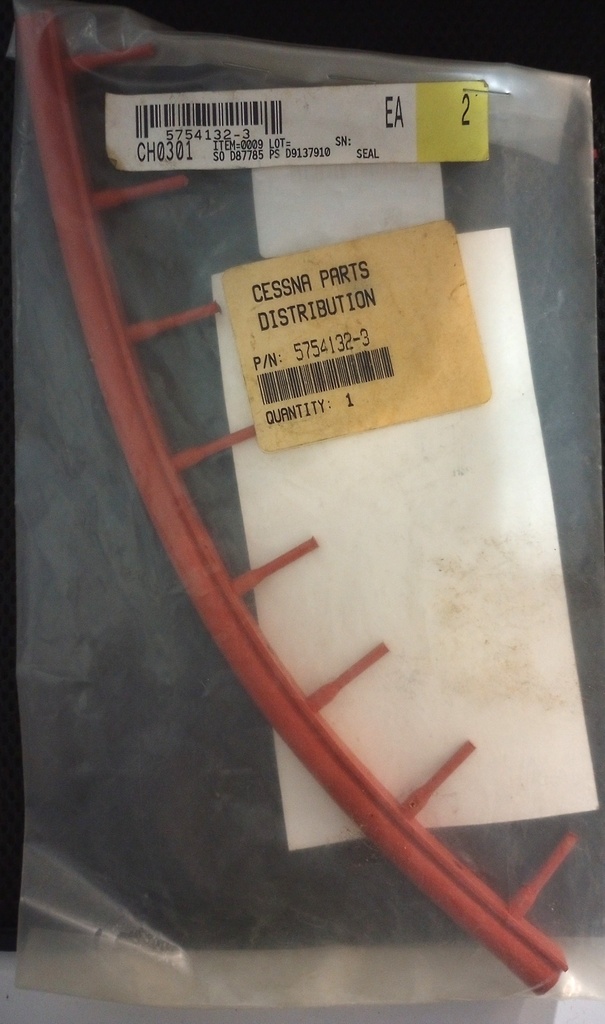 5754132-3
CH0301
ITEM=0009 LOT=
SN:
SO D87785 PS D9137910
SEAL
EA
2
CESSNA PARTS
DISTRIBUTION
P/N: 5754132-3
QUANTITY: 1